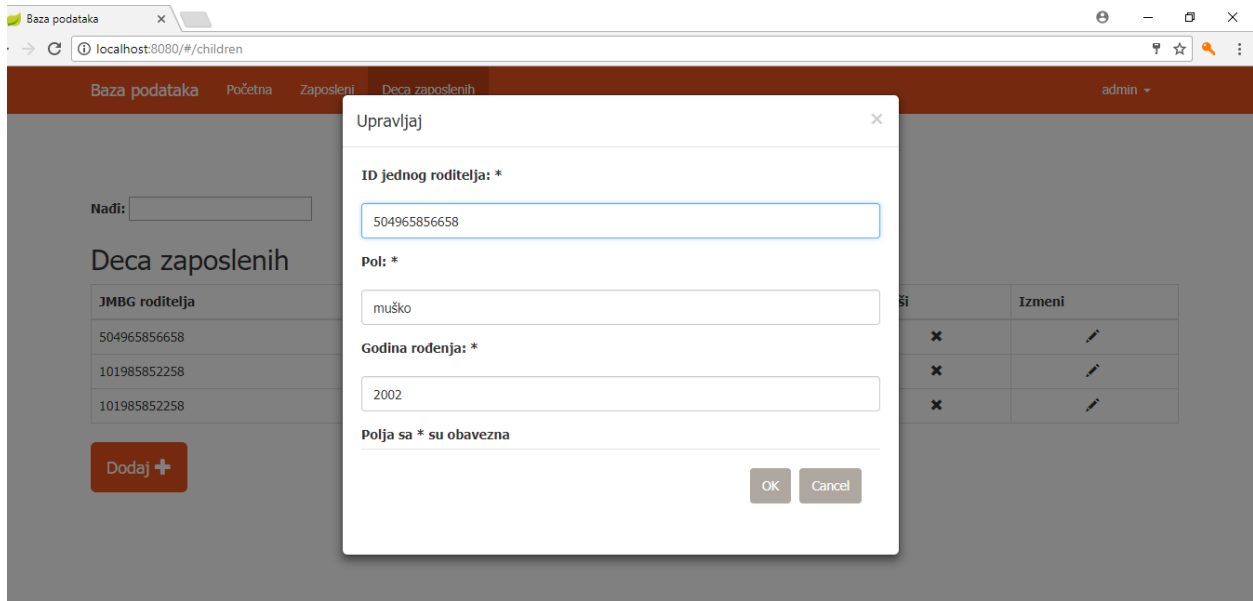 Baza podataka
localhost:8080/#/children
Baza podataka Početna Zaposleni Deca zaposlenih admin
Upravljaj ×
ID jednog roditelja: *
504965856658
Pol: *
muško
Godina rođenja: *
2002
Polja sa * su obavezna
OK Cancel
Nađi:
Deca zaposlenih
JMBG roditelja ši Izmeni
504965856658
101985852258
101985852258
Dodaj